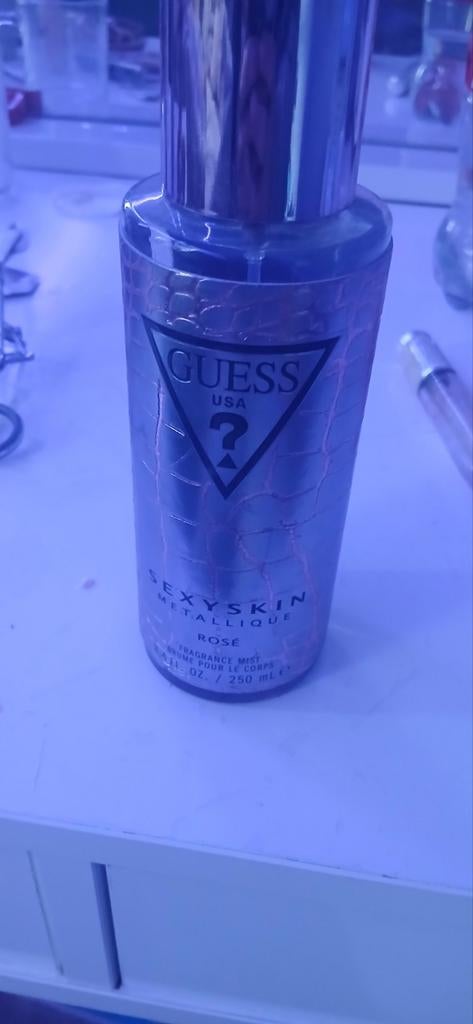 GUESS
USA
?
SEXYSKIN
METALLIQUE
ROSÉ
FRAGRANCE MIST
BRUME POUR LE CORPS
FL. OZ. / 250 mL e